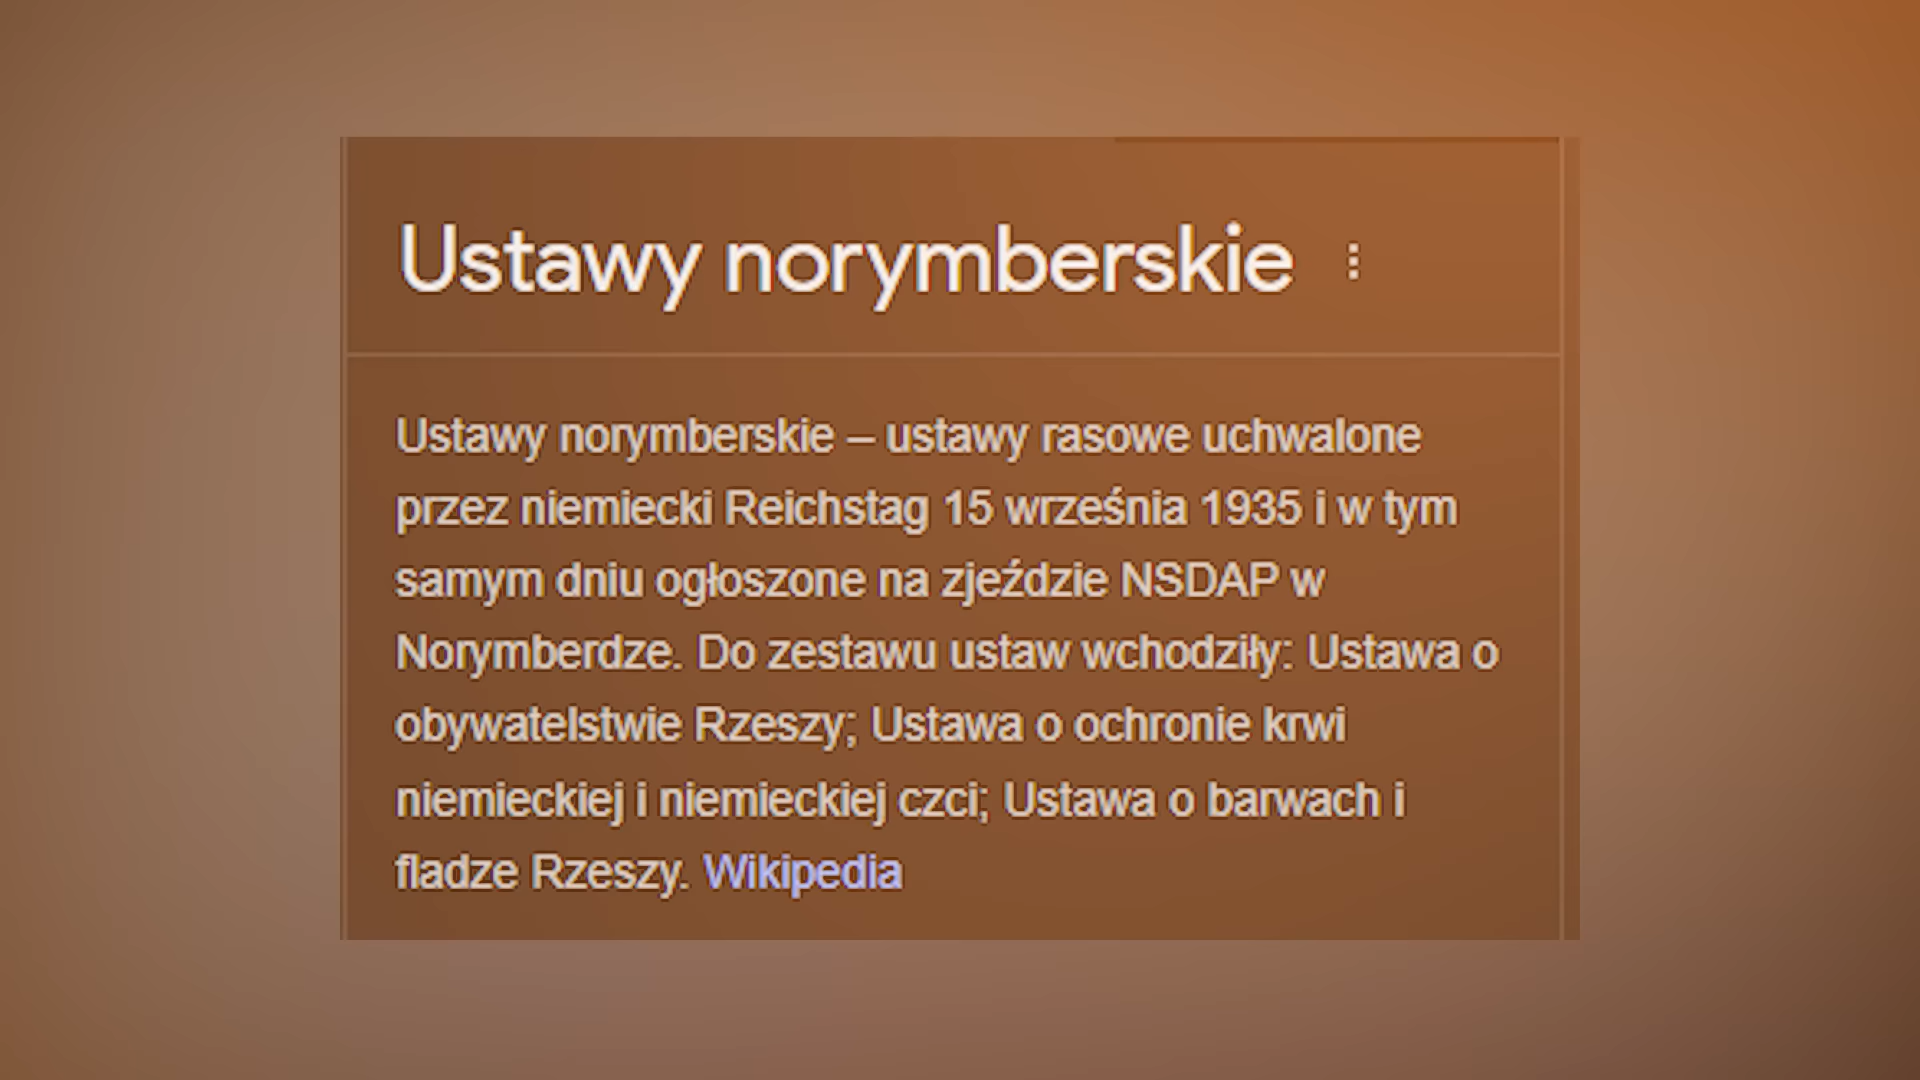 Ustawy norymberskie
Ustawy norymberskie – ustawy rasowe uchwalone
przez niemiecki Reichstag 15 września 1935 i w tym
samym dniu ogłoszone na zjeździe NSDAP w
Norymberdze. Do zestawu ustaw wchodziły: Ustawa o
obywatelstwie Rzeszy; Ustawa o ochronie krwi
niemieckiej i niemieckiej czci; Ustawa o barwach i
fladze Rzeszy. Wikipedia